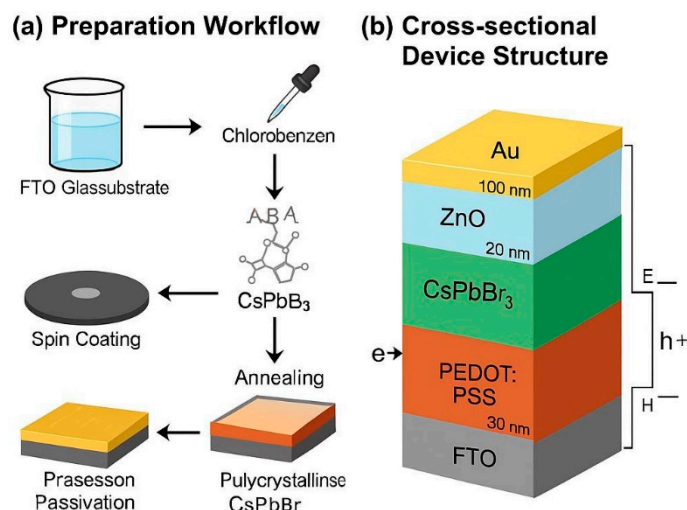 (a) Preparation Workflow
FTO Glassubstrate
Chlorobenzen
A B A
CsPbB₃
Spin Coating
Annealing
Prasesson
Passivation
Pulycrystallinse
CsPbBr
(b) Cross-sectional
Device Structure
Au
100 nm
ZnO
20 nm
CsPbBr₃
E
e
h+
PEDOT:
PSS
30 nm
H
FTO